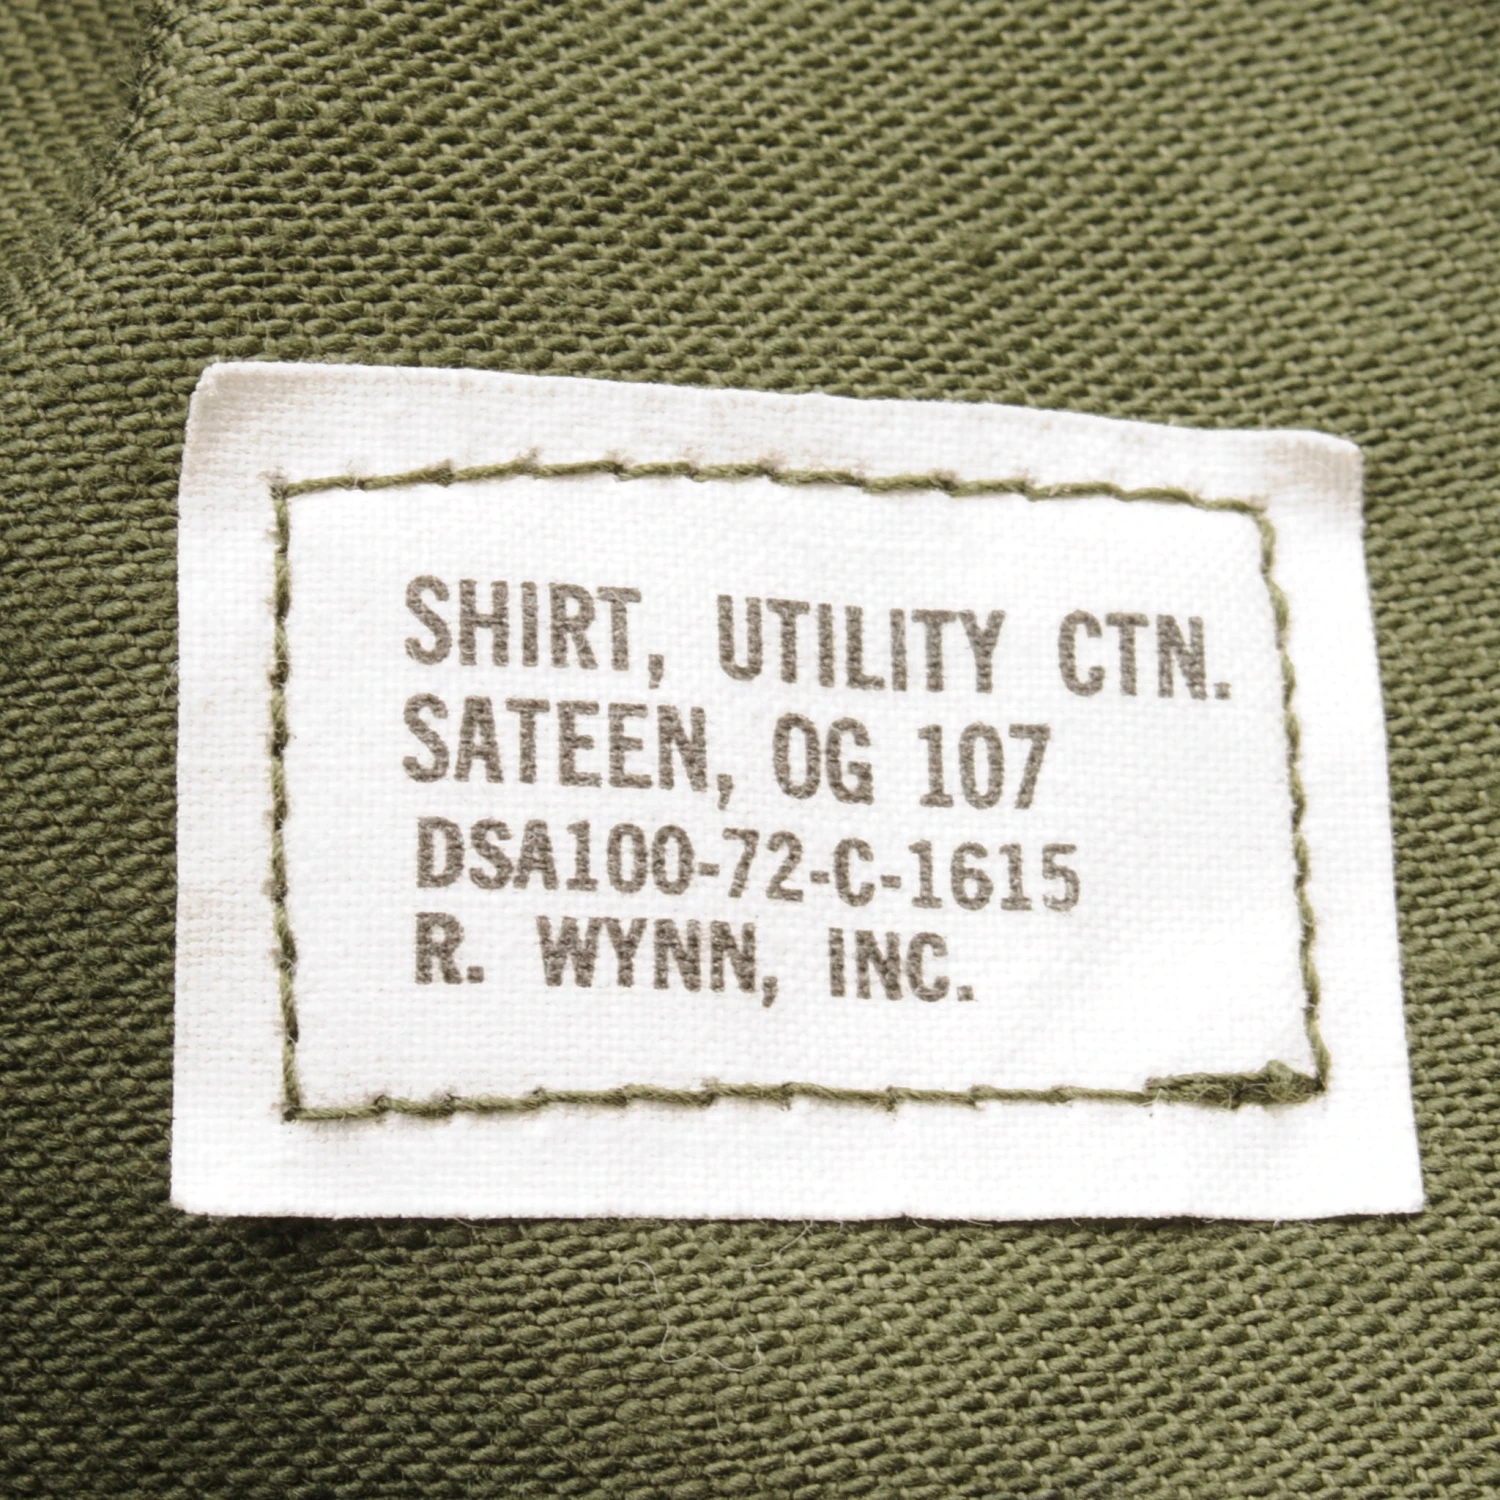 SHIRT, UTILITY CTN.
SATEEN, OG 107
DSA100-72-C-1615
R. WYNN, INC.